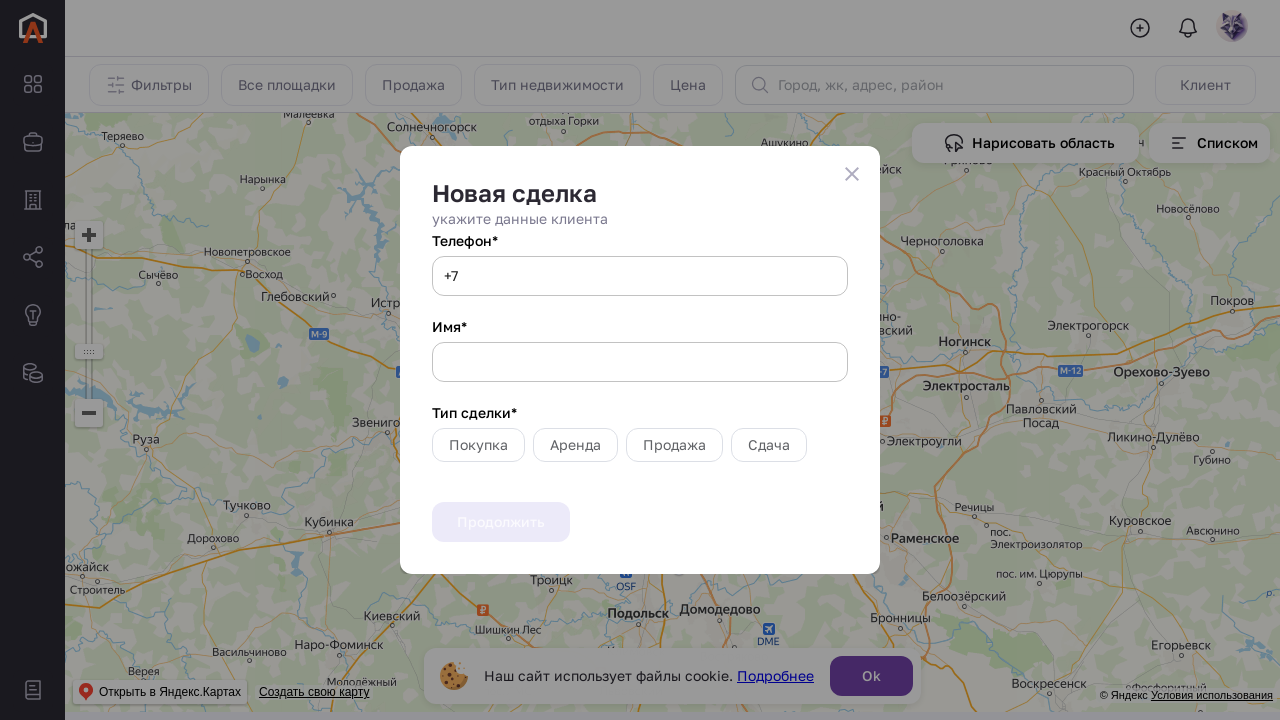 Фильтры
Все площадки
Продажа
Тип недвижимости
Цена
Город, жк, адрес, район
Клиент
Малеевка
Теряево
Солнечногорск
отдыха Горки
Ашукино
Нарисовать область
Списком
Новая сделка
укажите данные клиента
Телефон*
+7
Имя*
Тип сделки*
Покупка
Аренда
Продажа
Сдача
Продолжить
Нарынка
Красный Октябрь
Новосёлово
Новопетровское
Сычёво
Восход
Глебовский
Черноголовка
Покров
Электрогорск
М-9
Ногинск
М-12
Орехово-Зуево
Электросталь
Павловский
Посад
Электроугли
Ликино-Дулёво
Губино
Руза
Тучково
Кубинка
Дорохово
Речицы
Куровское
Авсюнино
пос.
Электроизолятор
Раменское
пос. им. Цюрупы
Строитель
Троицк
OSF
Белоозёрский
Киевский
Подольск
Домодедово
Бронницы
Шишкин Лес
DME
Егорьевск
Наро-Фоминск
Васильчиново
Верея
Молодёжный
Воскресенск
Наш сайт использует файлы cookie. Подробнее
Ok
Открыть в Яндекс.Картах
Создать свою карту
© Яндекс Условия использования